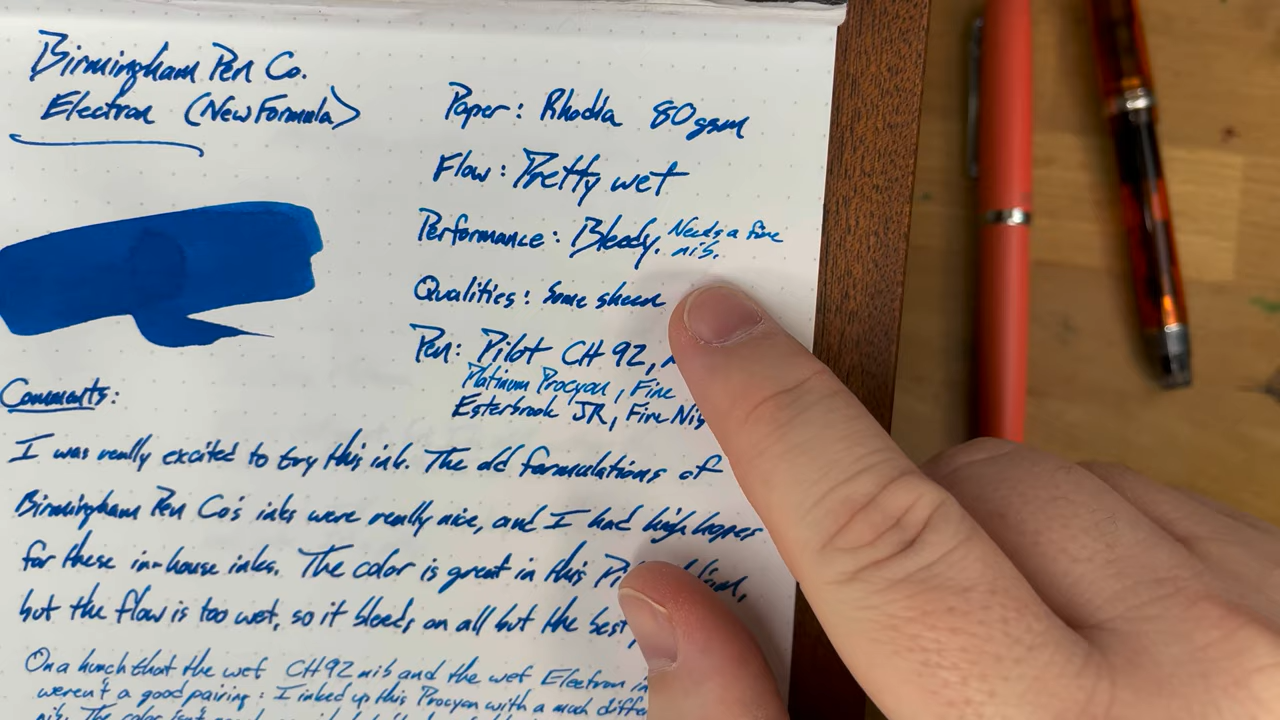 Birmingham Pen Co.
Electron (New Formula)
Paper: Rhodia 80gsm
Flow: Pretty wet
Performance: Bleedy. Needs a fine
nib.
Qualities: Some sheen
Pen: Pilot CH 92,
Platinum Procyon, Fine
Esterbrook JR, Fine Nib
Comments:
I was really excited to try this ink. The old formulations of
Birmingham Pen Co's inks were really nice, and I had high hopes
for these in-house inks. The color is great in this
but the flow is too wet, so it bleeds on all but the best
On a hunch that the wet CH92 nib and the wet Electron
weren't a good pairing: I inked up this Procyon with a much
nib. The color isn't